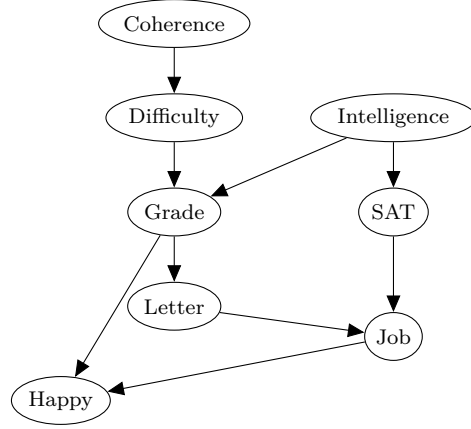 Coherence
Difficulty
Intelligence
Grade
SAT
Letter
Job
Happy